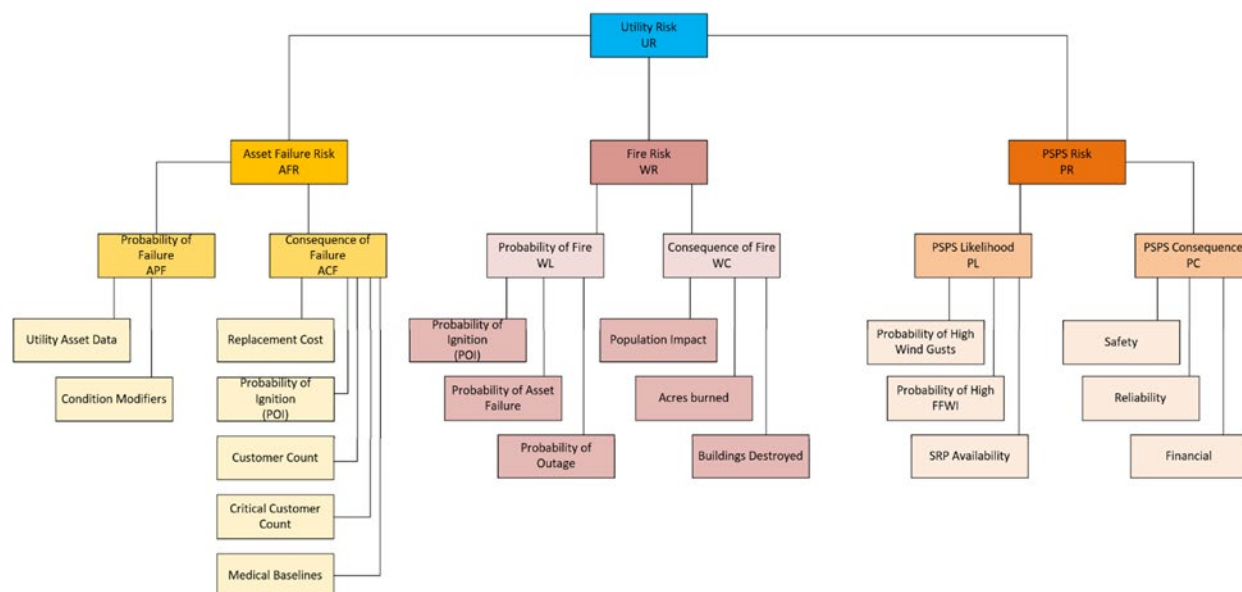 Utility Risk
UR
Asset Failure Risk
AFR
Fire Risk
WR
PSPS Risk
PR
Probability of
Failure
APF
Consequence of
Failure
ACF
Probability of Fire
WL
Consequence of Fire
WC
PSPS Likelihood
PL
PSPS Consequence
PC
Utility Asset Data
Condition Modifiers
Replacement Cost
Probability of
Ignition
(POI)
Customer Count
Critical Customer
Count
Medical Baselines
Probability of
Ignition
(POI)
Probability of Asset
Failure
Probability of
Outage
Population Impact
Acres burned
Buildings Destroyed
Probability of High
Wind Gusts
Probability of High
FFWI
SRP Availability
Safety
Reliability
Financial